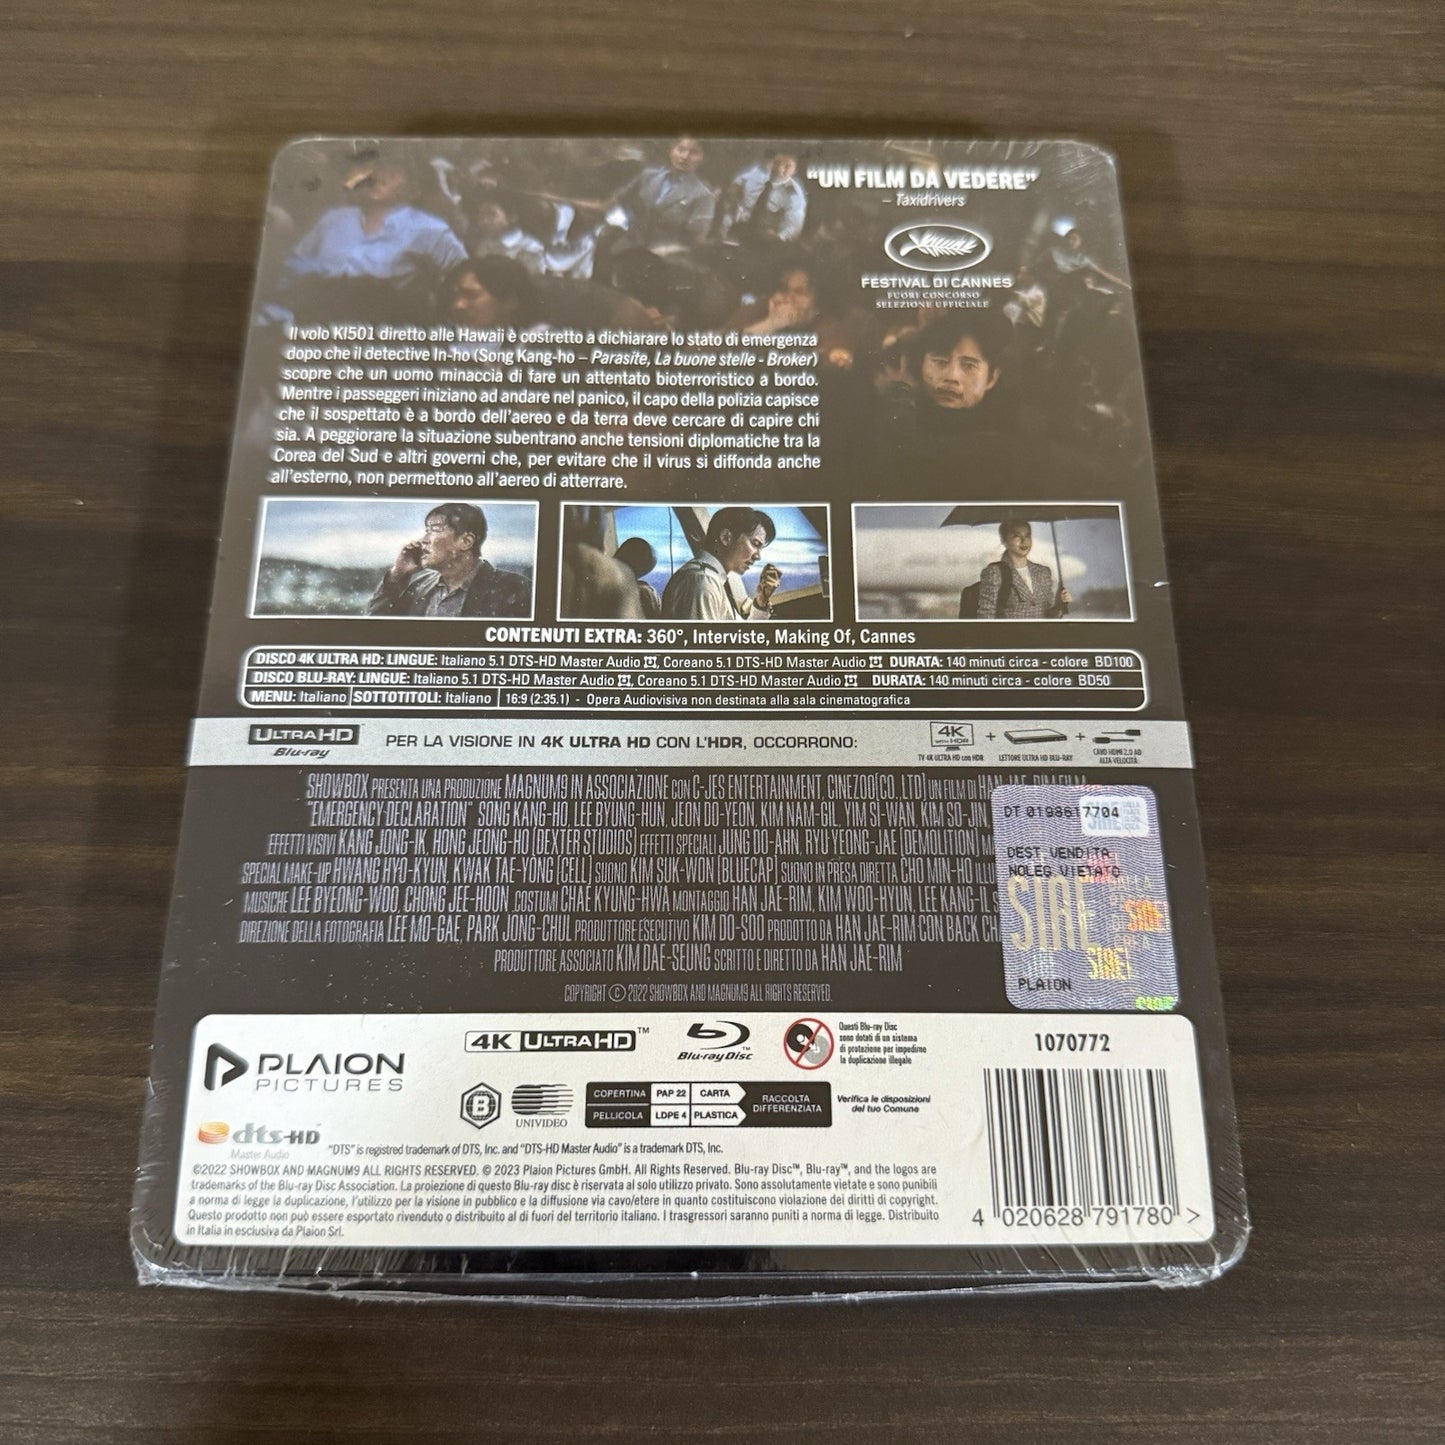 "UN FILM DA VEDERE"
– Taxidrivers
FESTIVAL DI CANNES
FUORI CONCORSO
SELEZIONE UFFICIALE
Il volo KI501 diretto alle Hawaii è costretto a dichiarare lo stato di emergenza
dopo che il detective In-ho (Song Kang-ho – Parasite, La buone stelle - Broker)
scopre che un uomo minaccia di fare un attentato bioterroristico a bordo.
Mentre i passeggeri iniziano ad andare nel panico, il capo della polizia capisce
che il sospettato è a bordo dell'aereo e da terra deve cercare di capire chi
sia. A peggiorare la situazione subentrano anche tensioni diplomatiche tra la
Corea del Sud e altri governi che, per evitare che il virus si diffonda anche
all'esterno, non permettono all'aereo di atterrare.
CONTENUTI EXTRA: 360°, Interviste, Making Of, Cannes
DISCO 4K ULTRA HD: LINGUE: Italiano 5.1 DTS-HD Master Audio, Coreano 5.1 DTS-HD Master Audio DURATA: 140 minuti circa - colore BD100
DISCO BLU-RAY: LINGUE: Italiano 5.1 DTS-HD Master Audio, Coreano 5.1 DTS-HD Master Audio DURATA: 140 minuti circa - colore BD50
MENU: Italiano SOTTOTITOLI: Italiano 16:9 (2:35.1) - Opera Audiovisiva non destinata alla sala cinematografica
ULTRA HD
Blu-ray
PER LA VISIONE IN 4K ULTRA HD CON L'HDR, OCCORRONO:
4K
WITH HDR
+ +
TV 4K ULTRA HD con HDR
LETTORE ULTRA HD BLU-RAY
CAVO HDMI 2.0 AD
ALTA VELOCITÀ
SHOWBOX PRESENTA UNA PRODUZIONE MAGNUM9 IN ASSOCIAZIONE CON C-JES ENTERTAINMENT, CINEZOO(CO., LTD) UN FILM DI HAN JAE-RIM FILM
"EMERGENCY DECLARATION" SONG KANG-HO, LEE BYUNG-HUN, JEON DO-YEON, KIM NAM-GIL, YIM SI-WAN, KIM SO-JIN
EFFETTI VISIVI KANG JONG-IK, HONG JEONG-HO (DEXTER STUDIOS) EFFETTI SPECIALI JUNG DO-AHN, RYU YEONG-JAE (DEMOLITION)
SPECIAL MAKE-UP HWANG HYO-KYUN, KWAK TAE-YONG (CELL) SUONO KIM SUK-WON (BLUECAP) SUONO IN PRESA DIRETTA CHO MIN-HO
MUSICHE LEE BYEONG-WOO, CHONG JEE-HOON COSTUMI CHAE KYUNG-HWA MONTAGGIO HAN JAE-RIM, KIM WOO-HYUN, LEE KANG-IL
DIREZIONE DELLA FOTOGRAFIA LEE MO-GAE, PARK JONG-CHUL PRODUTTORE ESECUTIVO KIM DO-SOO PRODOTTO DA HAN JAE-RIM CON BACK
PRODUTTORE ASSOCIATO KIM DAE-SEUNG SCRITTO E DIRETTO DA HAN JAE-RIM
COPYRIGHT © 2022 SHOWBOX AND MAGNUM9 ALL RIGHTS RESERVED.
DT 0198617704
DEST VENDITA
NOLEG VIETATO
SIAE
PLAION
PLAION
PICTURES
4K ULTRA HD™
Blu-ray Disc
Questi Blu-ray Disc
sono dotati di un sistema
di protezione per impedirne
la duplicazione illegale
1070772
B
UNIVIDEO
COPERTINA PAP 22 CARTA
PELLICOLA LDPE 4 PLASTICA
RACCOLTA
DIFFERENZIATA
Verifica le disposizioni
del tuo Comune
dts-HD
Master Audio
"DTS" is registred trademark of DTS, Inc. and "DTS-HD Master Audio" is a trademark DTS, Inc.
©2022 SHOWBOX AND MAGNUM9 ALL RIGHTS RESERVED. © 2023 Plaion Pictures GmbH. All Rights Reserved. Blu-ray Disc™, Blu-ray™, and the logos are
trademarks of the Blu-ray Disc Association. La proiezione di questo Blu-ray disc è riservata al solo utilizzo privato. Sono assolutamente vietate e sono punibili
a norma di legge la duplicazione, l'utilizzo per la visione in pubblico e la diffusione via cavo/etere in quanto costituiscono violazione dei diritti di copyright.
Questo prodotto non può essere esportato rivenduto o distribuito al di fuori del territorio italiano. I trasgressori saranno puniti a norma di legge. Distribuito
in Italia in esclusiva da Plaion Srl.
4 020628 791780 >